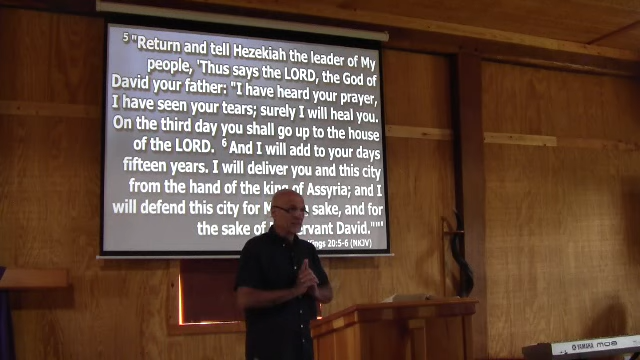 5 "Return and tell Hezekiah the leader of My
people, 'Thus says the LORD, the God of
David your father: "I have heard your prayer,
I have seen your tears; surely I will heal you.
On the third day you shall go up to the house
of the LORD. 6 And I will add to your days
fifteen years. I will deliver you and this city
from the hand of the king of Assyria; and I
will defend this city for sake, and for
the sake of servant David."'"
20:5-6 (NKJV)
YAMAHA MO8